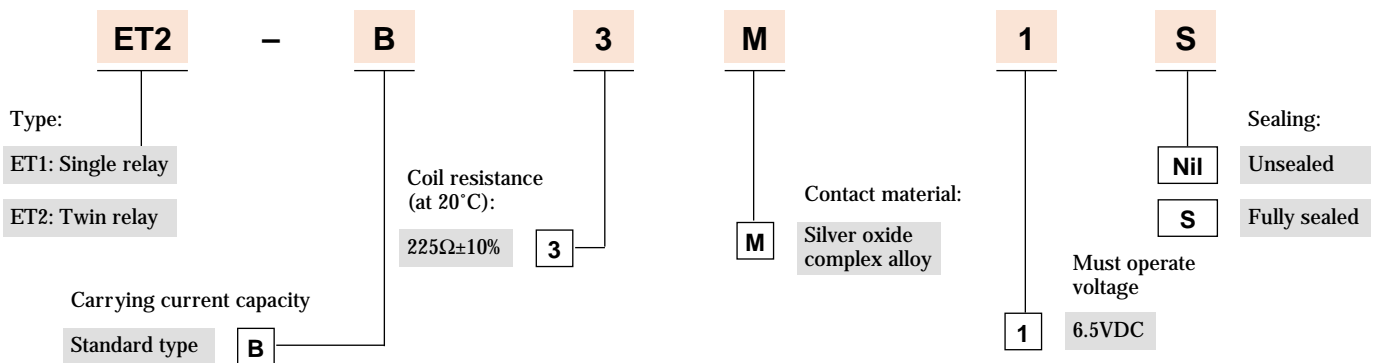 ET2 – B 3 M 1 S
Type:
ET1: Single relay
ET2: Twin relay
Carrying current capacity
Standard type B
Coil resistance
(at 20˚C):
225Ω±10% 3
Contact material:
M Silver oxide
complex alloy
Must operate
voltage
1 6.5VDC
Sealing:
Nil Unsealed
S Fully sealed